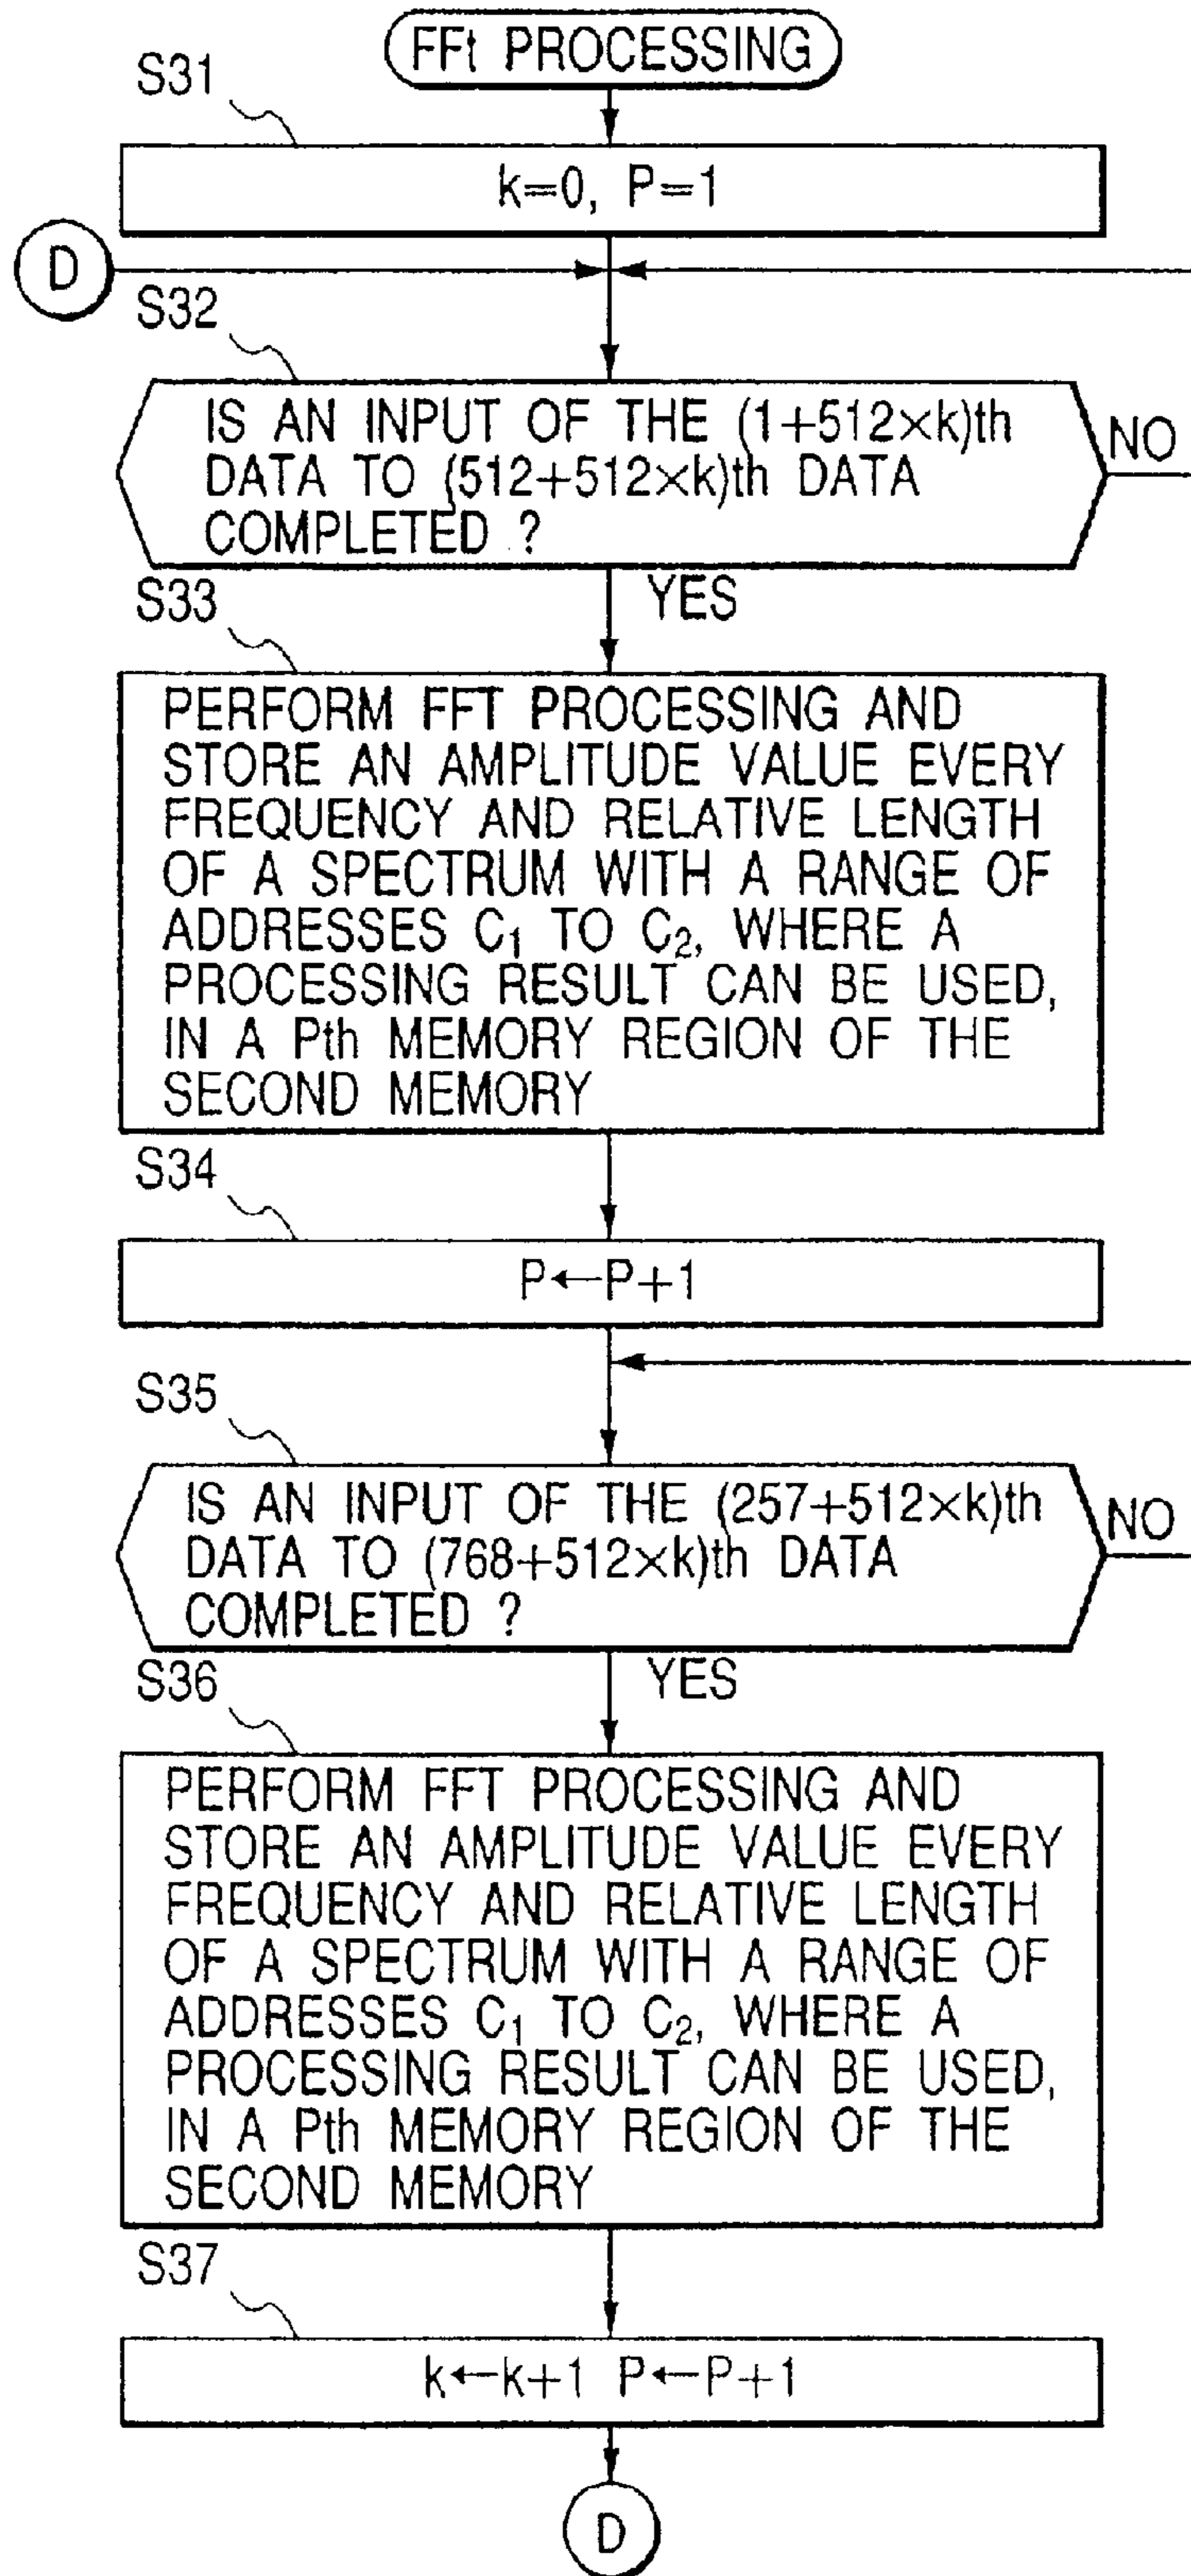 FFt PROCESSING
S31
k=0, P=1
D
S32
IS AN INPUT OF THE (1+512×k)th
DATA TO (512+512×k)th DATA
COMPLETED ?
NO
YES
S33
PERFORM FFT PROCESSING AND
STORE AN AMPLITUDE VALUE EVERY
FREQUENCY AND RELATIVE LENGTH
OF A SPECTRUM WITH A RANGE OF
ADDRESSES C₁ TO C₂, WHERE A
PROCESSING RESULT CAN BE USED,
IN A Pth MEMORY REGION OF THE
SECOND MEMORY
S34
P←P+1
S35
IS AN INPUT OF THE (257+512×k)th
DATA TO (768+512×k)th DATA
COMPLETED ?
NO
YES
S36
PERFORM FFT PROCESSING AND
STORE AN AMPLITUDE VALUE EVERY
FREQUENCY AND RELATIVE LENGTH
OF A SPECTRUM WITH A RANGE OF
ADDRESSES C₁ TO C₂, WHERE A
PROCESSING RESULT CAN BE USED,
IN A Pth MEMORY REGION OF THE
SECOND MEMORY
S37
k←k+1 P←P+1
D